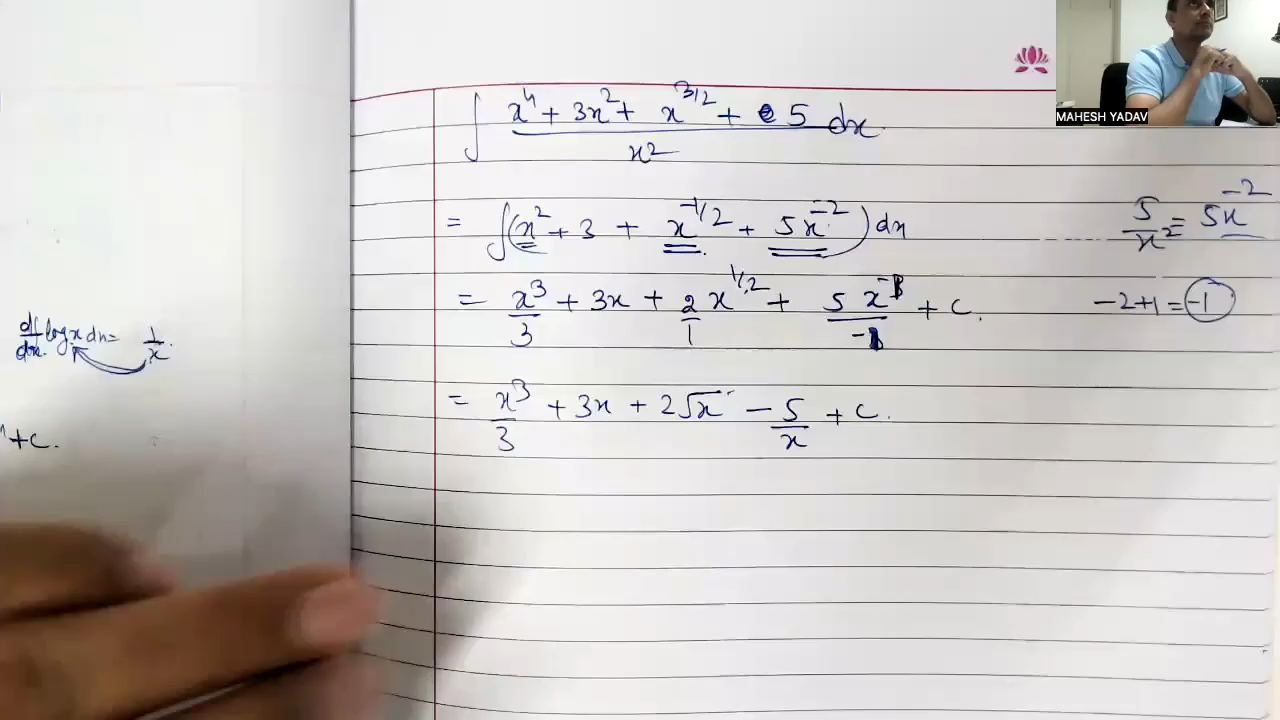 MAHESH YADAV
∫ x⁴ + 3x² + x^3/2 + 5 dx
x²
= ∫(x² + 3 + x^-1/2 + 5x^-2) dx
5/x² = 5x^-2
= x³/3 + 3x + 2/1 x^1/2 + 5x^-1/-1 + c.
-2+1 = -1
d/dx log x dx = 1/x.
= x³/3 + 3x + 2√x - 5/x + c.
+c.